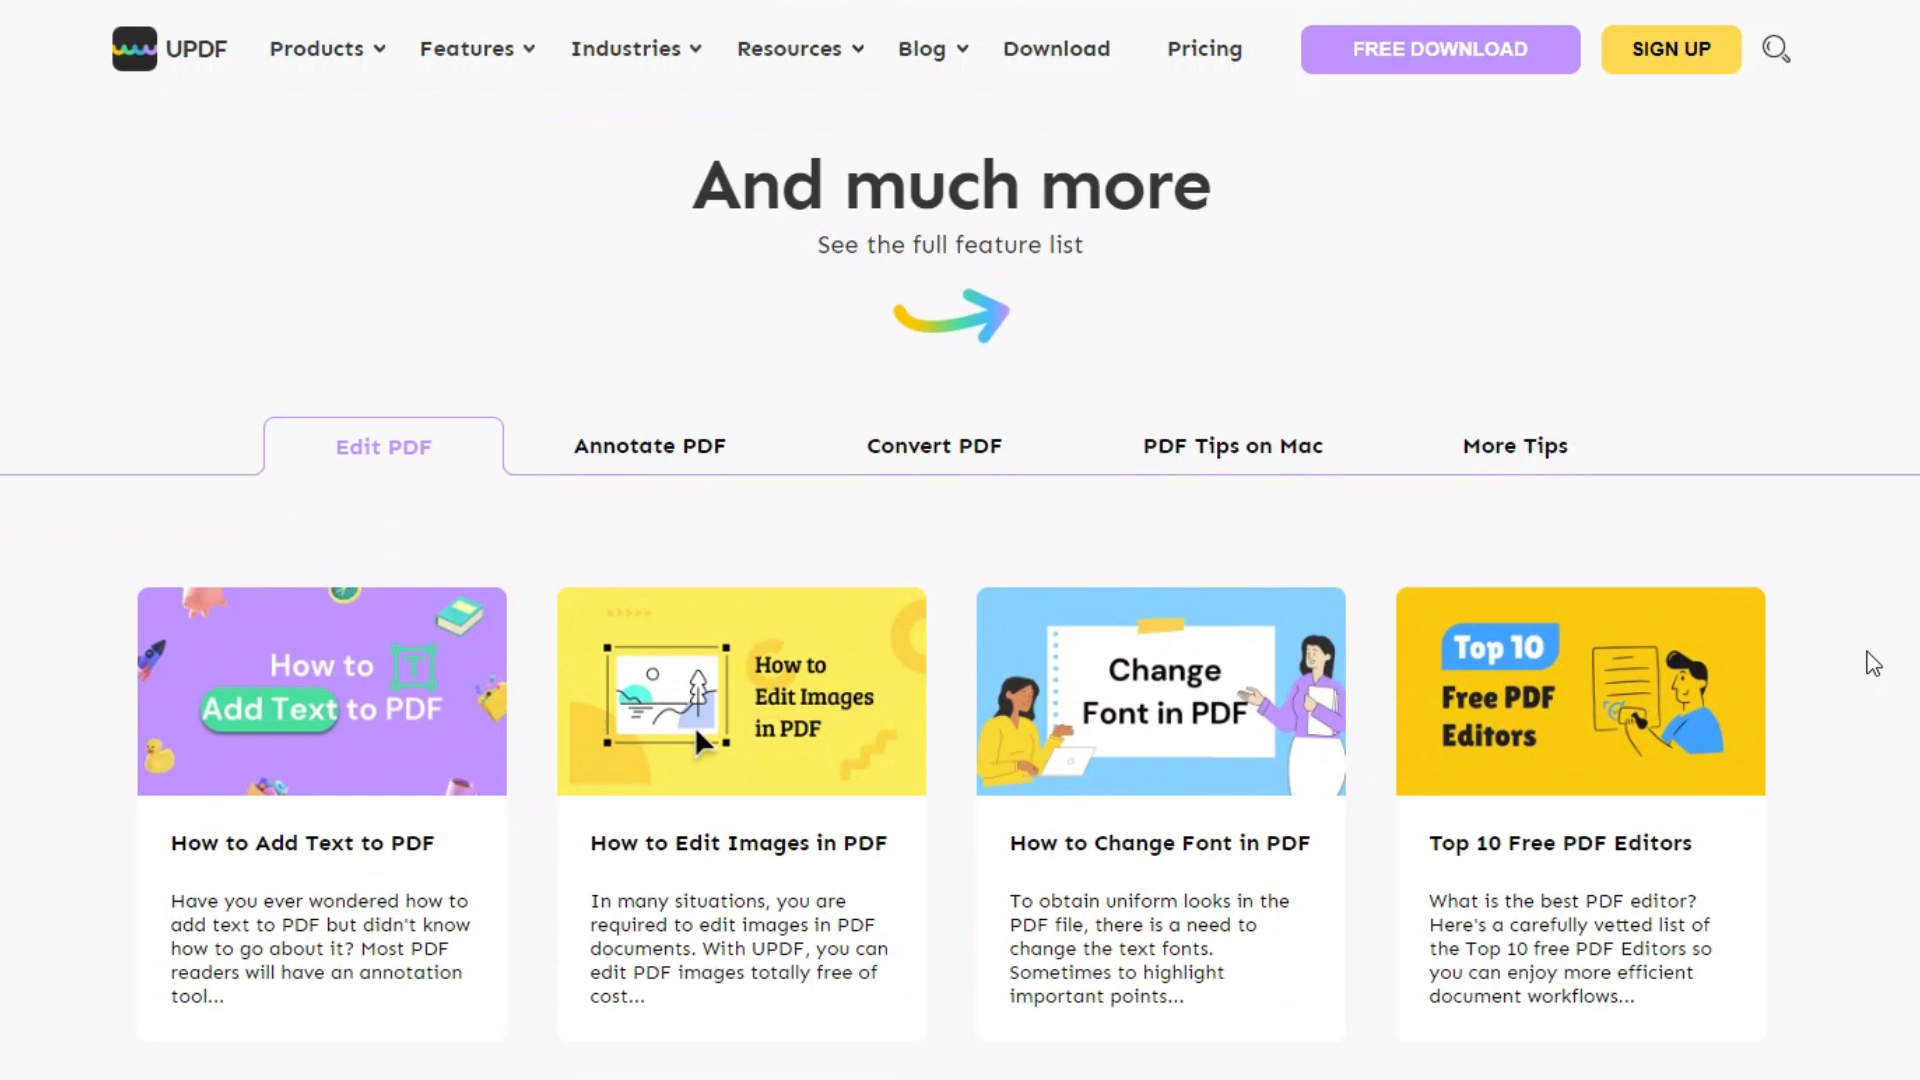 UPDF Products Features Industries Resources Blog Download Pricing FREE DOWNLOAD SIGN UP
And much more
See the full feature list
Edit PDF Annotate PDF Convert PDF PDF Tips on Mac More Tips
How to T
Add Text to PDF
How to
Edit Images
in PDF
Change
Font in PDF
Top 10
Free PDF
Editors
How to Add Text to PDF
Have you ever wondered how to
add text to PDF but didn't know
how to go about it? Most PDF
readers will have an annotation
tool...
How to Edit Images in PDF
In many situations, you are
required to edit images in PDF
documents. With UPDF, you can
edit PDF images totally free of
cost...
How to Change Font in PDF
To obtain uniform looks in the
PDF file, there is a need to
change the text fonts.
Sometimes to highlight
important points...
Top 10 Free PDF Editors
What is the best PDF editor?
Here's a carefully vetted list of
the Top 10 free PDF Editors so
you can enjoy more efficient
document workflows...